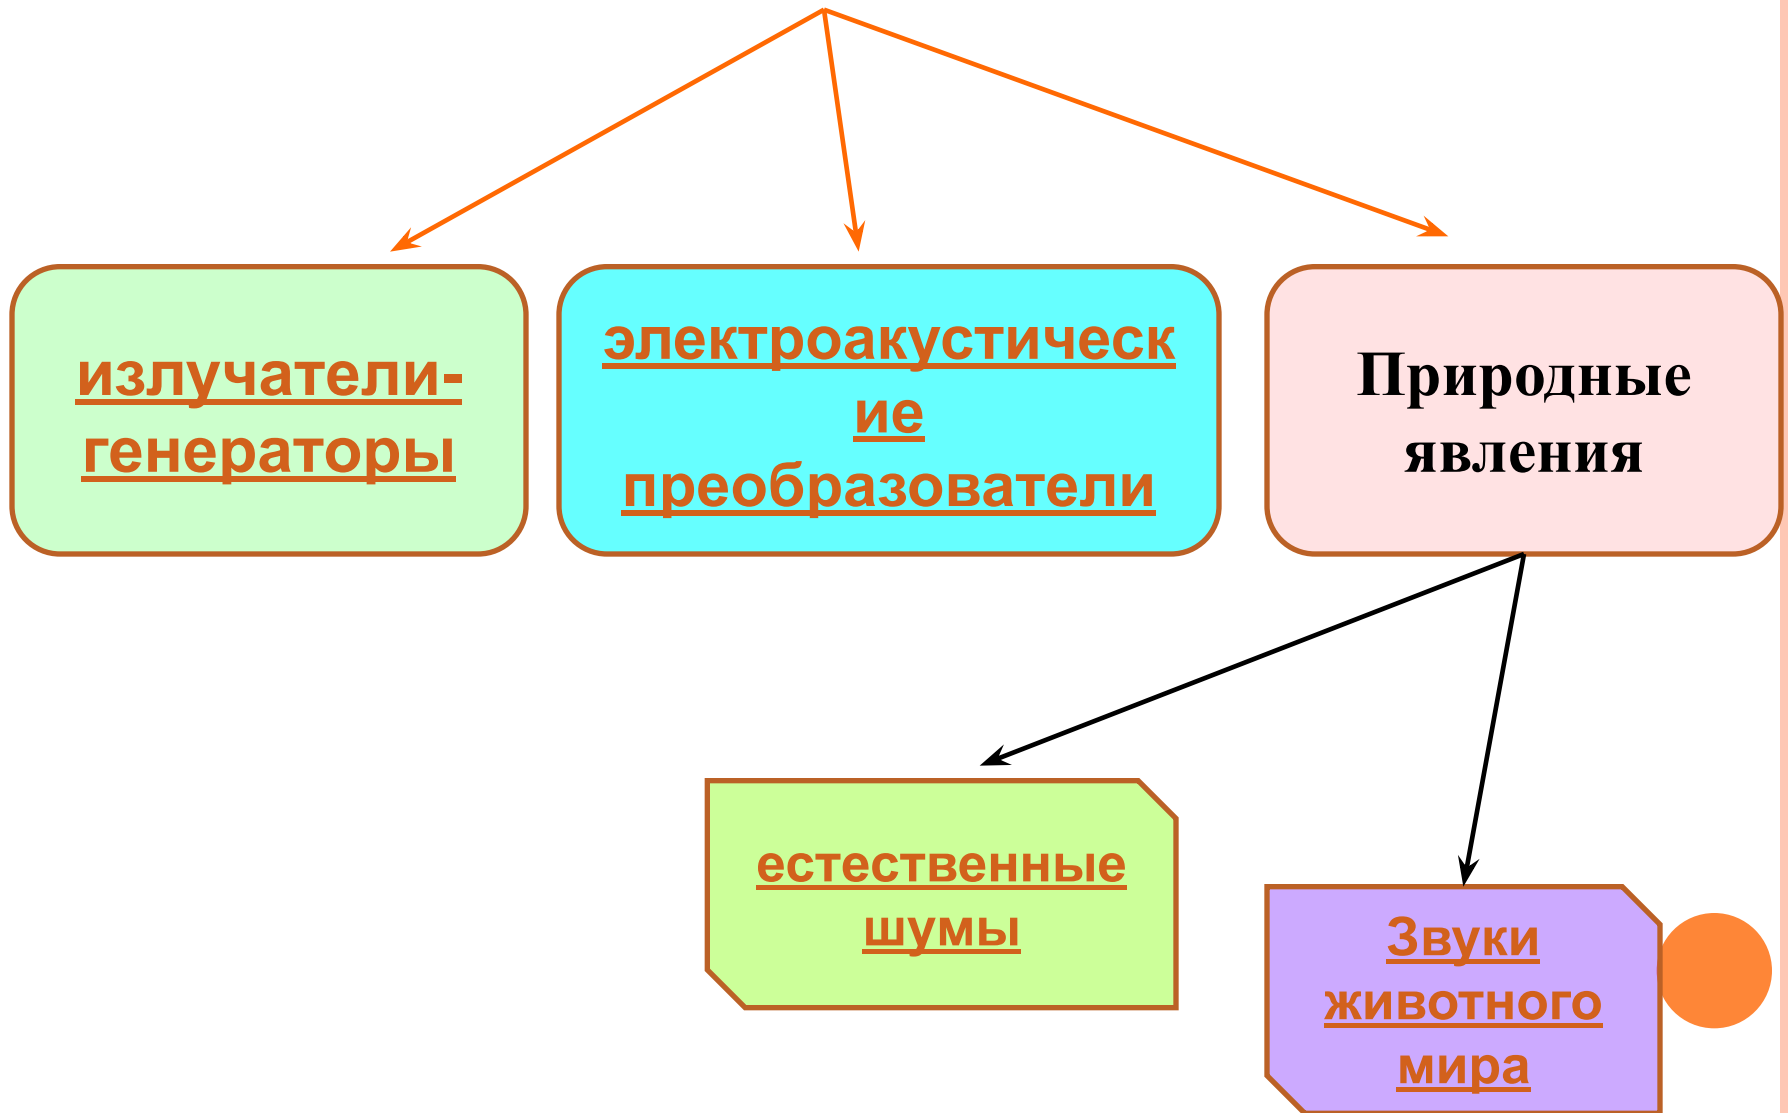 излучатели-
генераторы
электроакустическ
ие
преобразователи
Природные
явления
естественные
шумы
Звуки
животного
мира